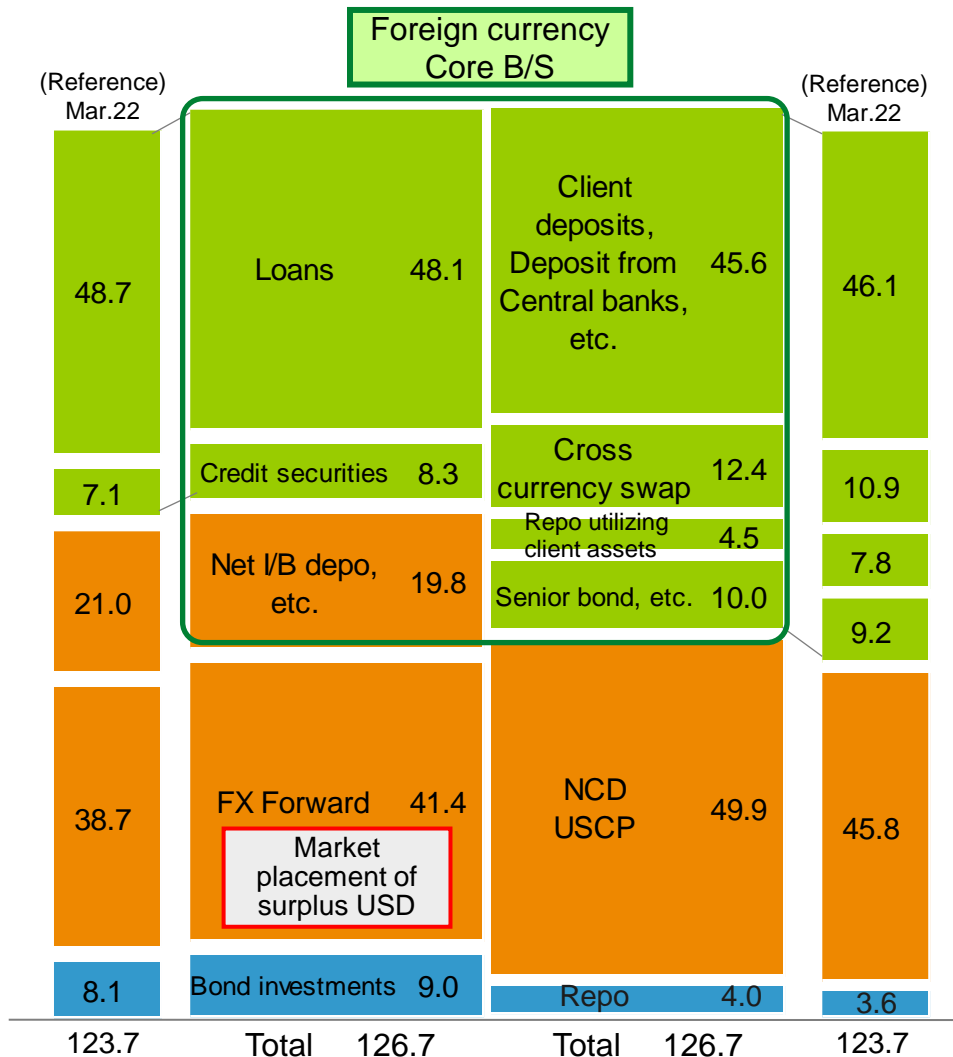 Foreign currency
Core B/S
(Reference)
Mar.22
(Reference)
Mar.22
48.7
Loans 48.1
Client
deposits,
Deposit from
Central banks,
etc.
45.6
46.1
7.1
Credit securities 8.3
Cross
currency swap
12.4
10.9
Repo utilizing
client assets
4.5
7.8
21.0
Net I/B depo,
etc.
19.8
Senior bond, etc. 10.0
9.2
38.7
FX Forward 41.4
Market
placement of
surplus USD
NCD
USCP
49.9
45.8
8.1
Bond investments 9.0
Repo 4.0
3.6
123.7
Total 126.7
Total 126.7
123.7